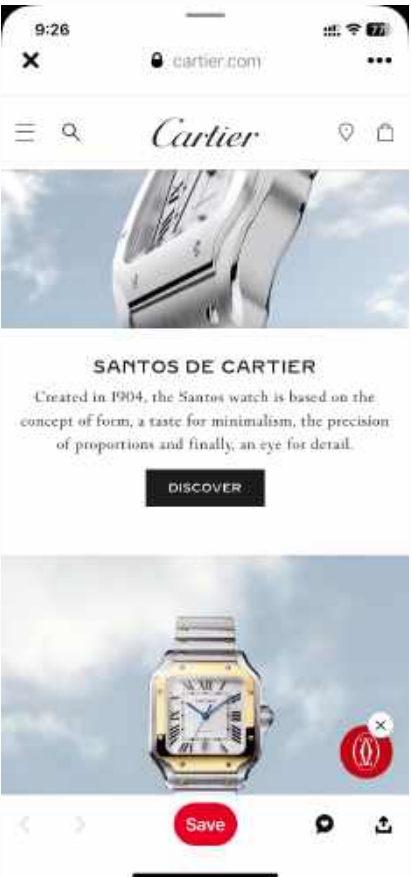 9:26
77
cartier.com
Cartier
SANTOS DE CARTIER
Created in 1904, the Santos watch is based on the
concept of form, a taste for minimalism, the precision
of proportions and finally, an eye for detail.
DISCOVER
Save